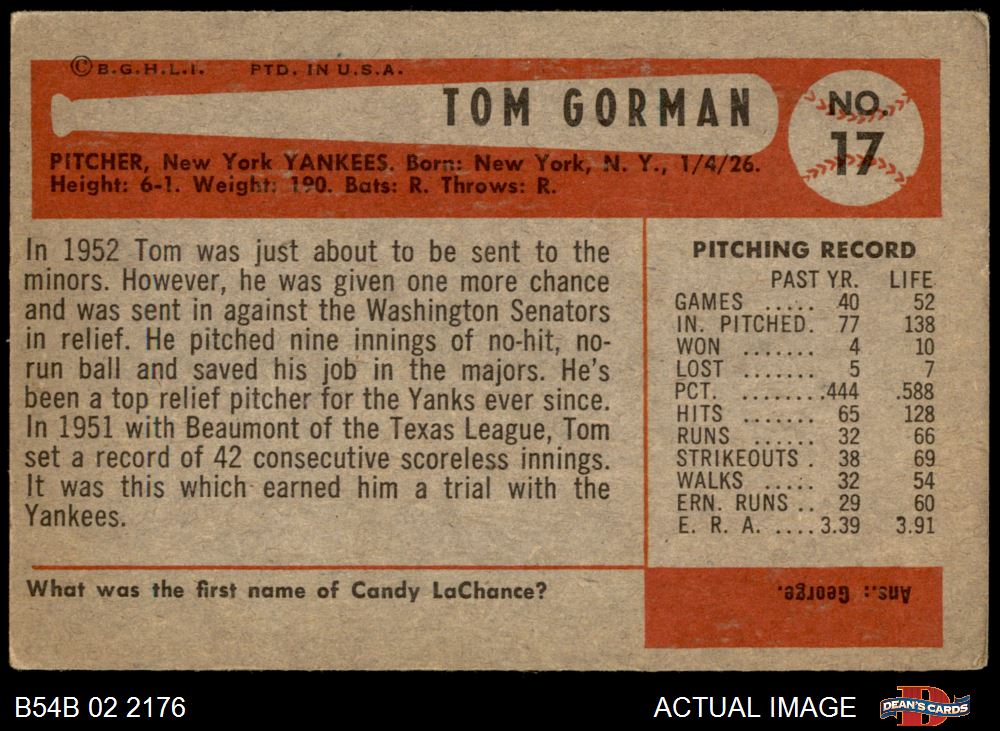 © B.G.H.L.I. PTD. IN U.S.A.
TOM GORMAN
NO.
17
PITCHER, New York YANKEES. Born: New York, N. Y., 1/4/26.
Height: 6-1. Weight: 190. Bats: R. Throws: R.
In 1952 Tom was just about to be sent to the
minors. However, he was given one more chance
and was sent in against the Washington Senators
in relief. He pitched nine innings of no-hit, no-
run ball and saved his job in the majors. He's
been a top relief pitcher for the Yanks ever since.
In 1951 with Beaumont of the Texas League, Tom
set a record of 42 consecutive scoreless innings.
It was this which earned him a trial with the
Yankees.
PITCHING RECORD
PAST YR. LIFE
GAMES ..... 40 52
IN. PITCHED. 77 138
WON ....... 4 10
LOST ....... 5 7
PCT. ........444 .588
HITS ....... 65 128
RUNS ...... 32 66
STRIKEOUTS . 38 69
WALKS ..... 32 54
ERN. RUNS .. 29 60
E. R. A. ....3.39 3.91
What was the first name of Candy LaChance?
Ans.: George.
B54B 02 2176
ACTUAL IMAGE
DEAN'S CARDS